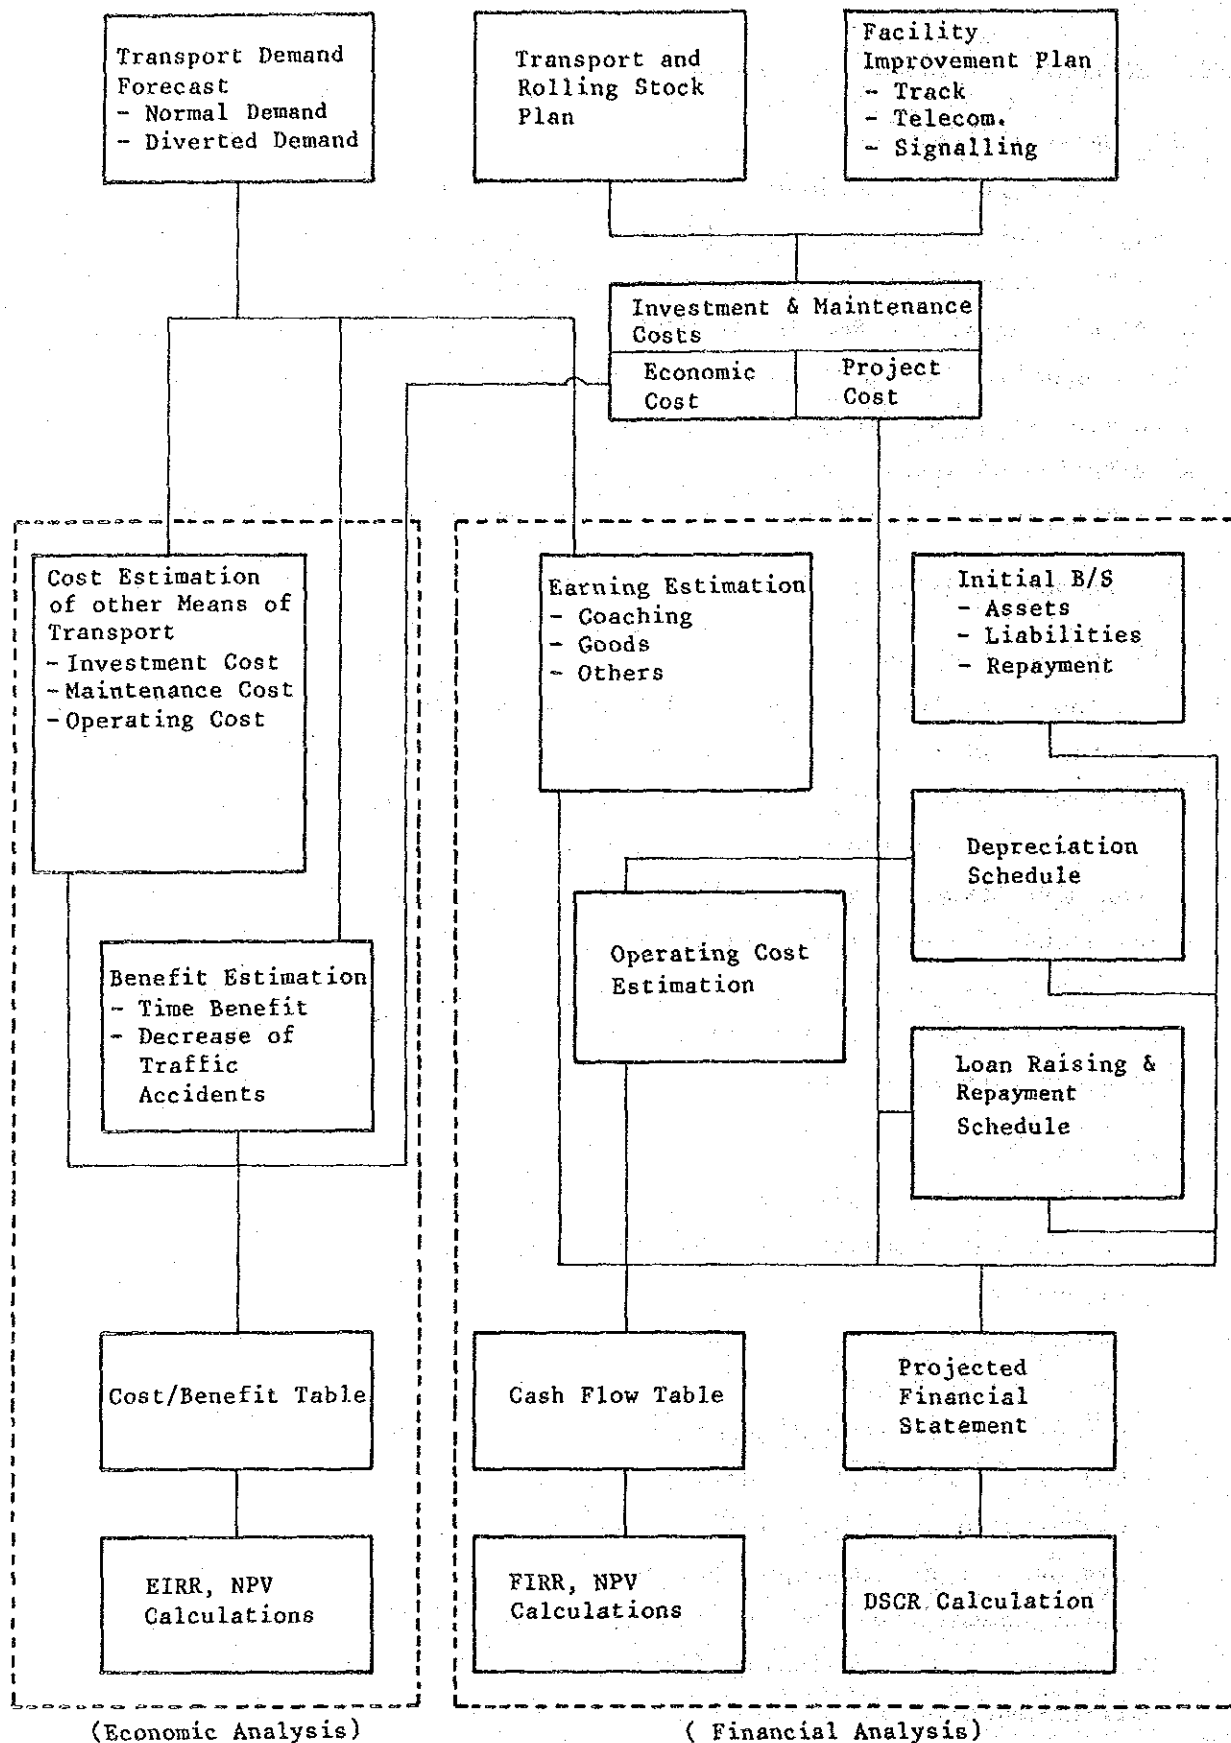 Transport Demand
Forecast
- Normal Demand
- Diverted Demand
Transport and
Rolling Stock
Plan
Facility
Improvement Plan
- Track
- Telecom.
- Signalling
Investment & Maintenance
Costs
Economic
Cost
Project
Cost
Cost Estimation
of other Means of
Transport
- Investment Cost
- Maintenance Cost
- Operating Cost
Earning Estimation
- Coaching
- Goods
- Others
Initial B/S
- Assets
- Liabilities
- Repayment
Depreciation
Schedule
Operating Cost
Estimation
Benefit Estimation
- Time Benefit
- Decrease of
Traffic
Accidents
Loan Raising &
Repayment
Schedule
Cost/Benefit Table
Cash Flow Table
Projected
Financial
Statement
EIRR, NPV
Calculations
FIRR, NPV
Calculations
DSCR Calculation
(Economic Analysis)
( Financial Analysis)